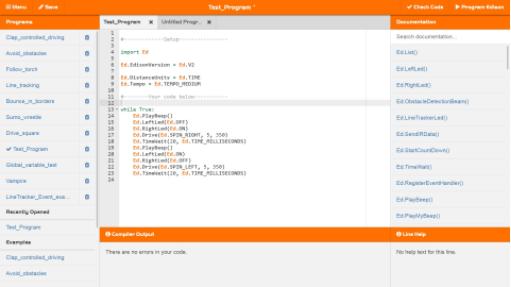 Menu
Save
Test_Program *
Check Code
Program Edison
Programs
Clap_controlled_driving
Avoid_obstacles
Follow_torch
Line_tracking
Bounce_in_borders
Sumo_wrestle
Drive_square
Test_Program
Global_variable_test
Vampire
LineTracker_Event_exa...
Recently Opened
Test_Program
Examples
Clap_controlled_driving
Avoid_obstacles
Test_Program
Untitled Progr...
1
2 #-------------Setup----------------
3
4 import Ed
5
6 Ed.EdisonVersion = Ed.V2
7
8 Ed.DistanceUnits = Ed.TIME
9 Ed.Tempo = Ed.TEMPO_MEDIUM
10
11 #--------Your code below-----------
12
13 while True:
14 Ed.PlayBeep()
15 Ed.LeftLed(Ed.OFF)
16 Ed.RightLed(Ed.ON)
17 Ed.Drive(Ed.SPIN_RIGHT, 5, 350)
18 Ed.TimeWait(20, Ed.TIME_MILLISECONDS)
19 Ed.PlayBeep()
20 Ed.LeftLed(Ed.ON)
21 Ed.RightLed(Ed.OFF)
22 Ed.Drive(Ed.SPIN_LEFT, 5, 350)
23 Ed.TimeWait(20, Ed.TIME_MILLISECONDS)
24
Compiler Output
There are no errors in your code.
Documentation
Search documentation...
Ed.List()
Ed.LeftLed()
Ed.RightLed()
Ed.ObstacleDetectionBeam()
Ed.LineTrackerLed()
Ed.SendIRData()
Ed.StartCountDown()
Ed.TimeWait()
Ed.RegisterEventHandler()
Ed.PlayBeep()
Ed.PlayMyBeep()
Line Help
No help text for this line.